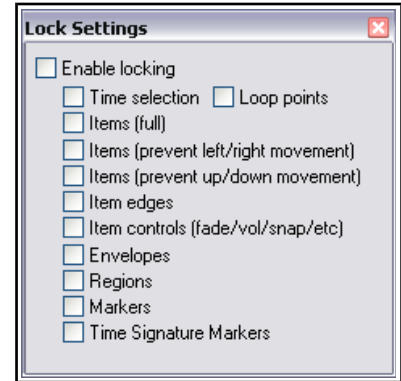 Lock Settings
Enable locking
Time selection Loop points
Items (full)
Items (prevent left/right movement)
Items (prevent up/down movement)
Item edges
Item controls (fade/vol/snap/etc)
Envelopes
Regions
Markers
Time Signature Markers